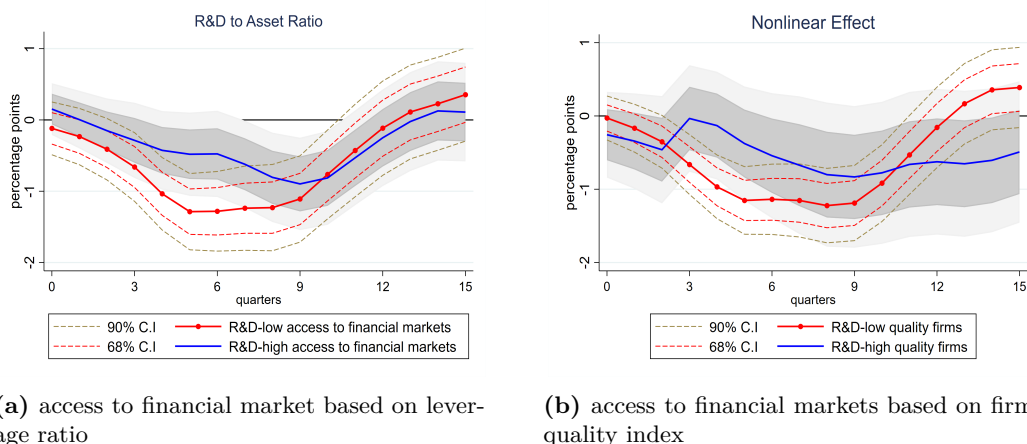 R&D to Asset Ratio
percentage points
1
0
-1
-2
0 3 6 9 12 15
quarters
90% C.I R&D-low access to financial markets
68% C.I R&D-high access to financial markets
(a) access to financial market based on lever-
age ratio
Nonlinear Effect
percentage points
1
0
-1
-2
0 3 6 9 12 15
quarters
90% C.I R&D-low quality firms
68% C.I R&D-high quality firms
(b) access to financial markets based on firm
quality index